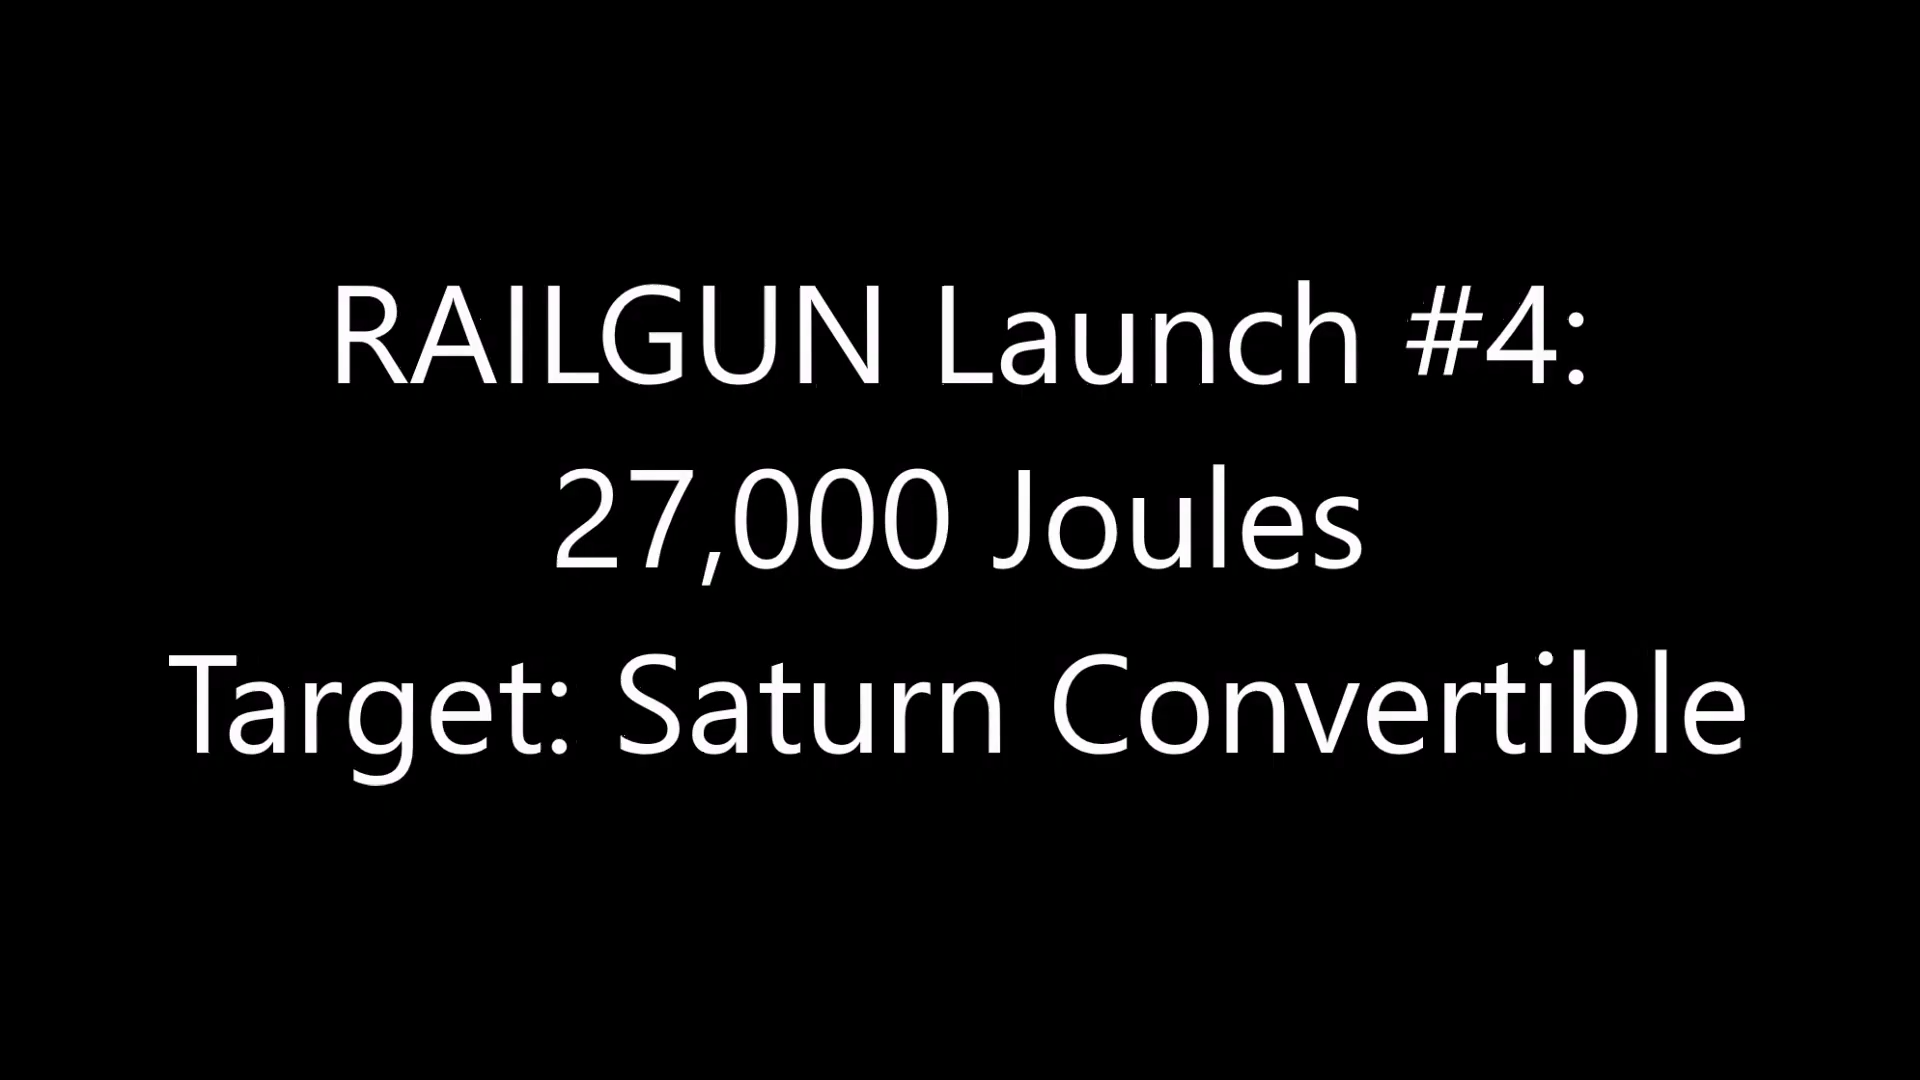 RAILGUN Launch #4:
27,000 Joules
Target: Saturn Convertible